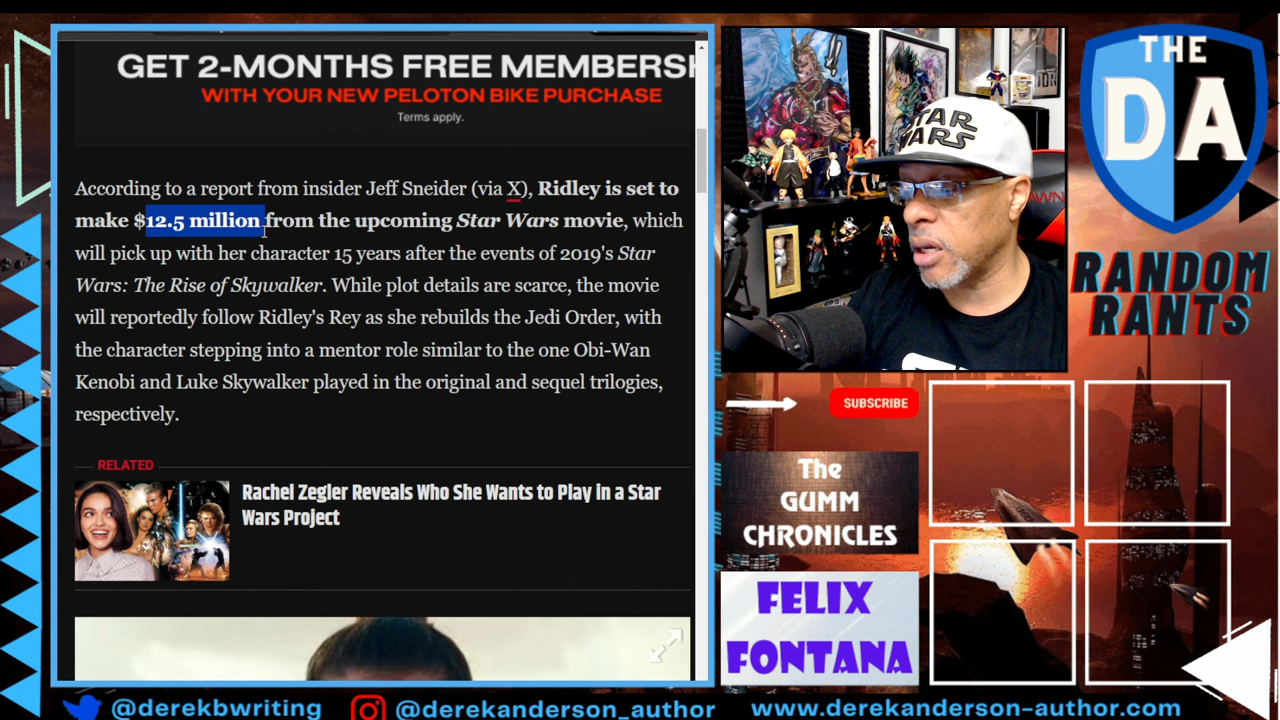 GET 2-MONTHS FREE MEMBERSH
WITH YOUR NEW PELOTON BIKE PURCHASE
Terms apply.
According to a report from insider Jeff Sneider (via X), Ridley is set to
make $12.5 million from the upcoming Star Wars movie, which
will pick up with her character 15 years after the events of 2019's Star
Wars: The Rise of Skywalker. While plot details are scarce, the movie
will reportedly follow Ridley's Rey as she rebuilds the Jedi Order, with
the character stepping into a mentor role similar to the one Obi-Wan
Kenobi and Luke Skywalker played in the original and sequel trilogies,
respectively.
RELATED
Rachel Zegler Reveals Who She Wants to Play in a Star
Wars Project
STAR
WARS
AWN
THE
DA
RANDOM
RANTS
SUBSCRIBE
The
GUMM
CHRONICLES
FELIX
FONTANA
@derekbwriting
@derekanderson_author
www.derekanderson-author.com